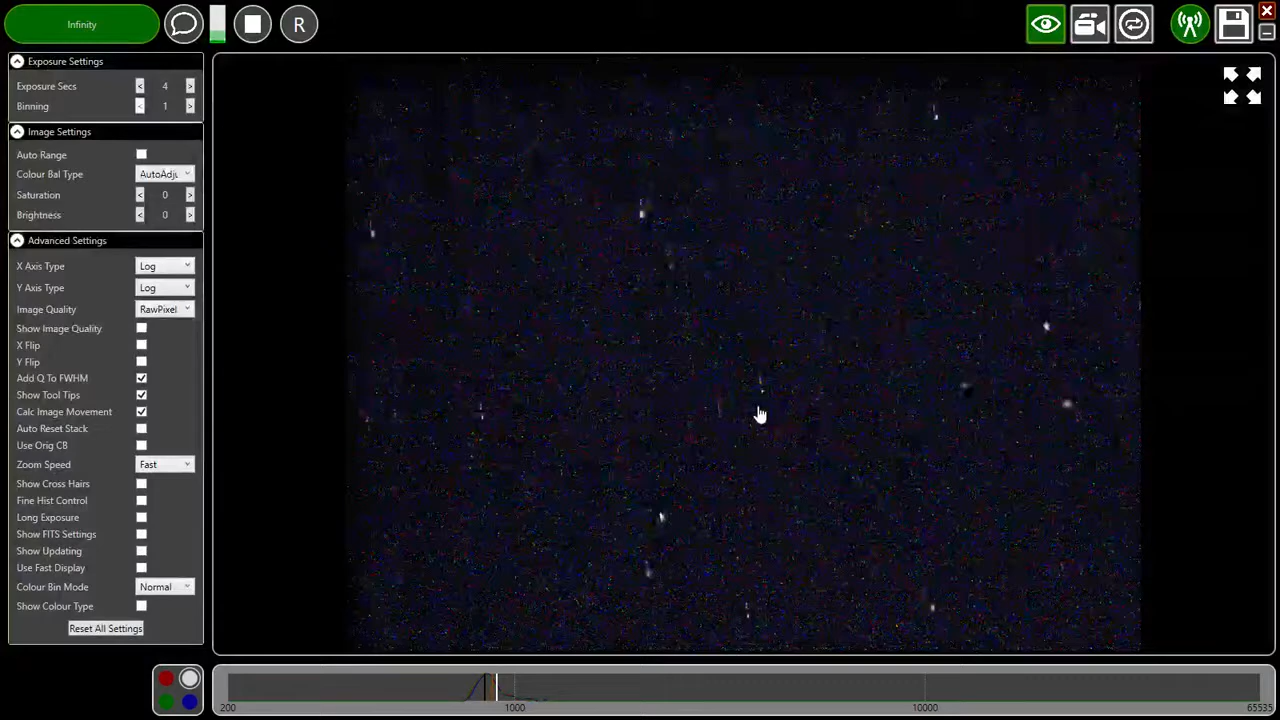 Infinity
R
Exposure Settings
Exposure Secs < 4 >
Binning < 1 >
Image Settings
Auto Range
Colour Bal Type AutoAdju
Saturation < 0 >
Brightness < 0 >
Advanced Settings
X Axis Type Log
Y Axis Type Log
Image Quality RawPixel
Show Image Quality
X Flip
Y Flip
Add Q To FWHM
Show Tool Tips
Calc Image Movement
Auto Reset Stack
Use Orig CB
Zoom Speed Fast
Show Cross Hairs
Fine Hist Control
Long Exposure
Show FITS Settings
Show Updating
Use Fast Display
Colour Bin Mode Normal
Show Colour Type
Reset All Settings
200 1000 10000 65535